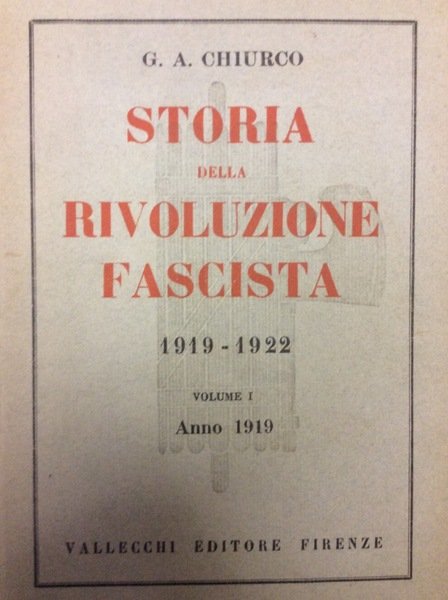 G. A. CHIURCO
STORIA
DELLA
RIVOLUZIONE
FASCISTA
1919 - 1922
VOLUME I
Anno 1919
VALLECCHI EDITORE FIRENZE